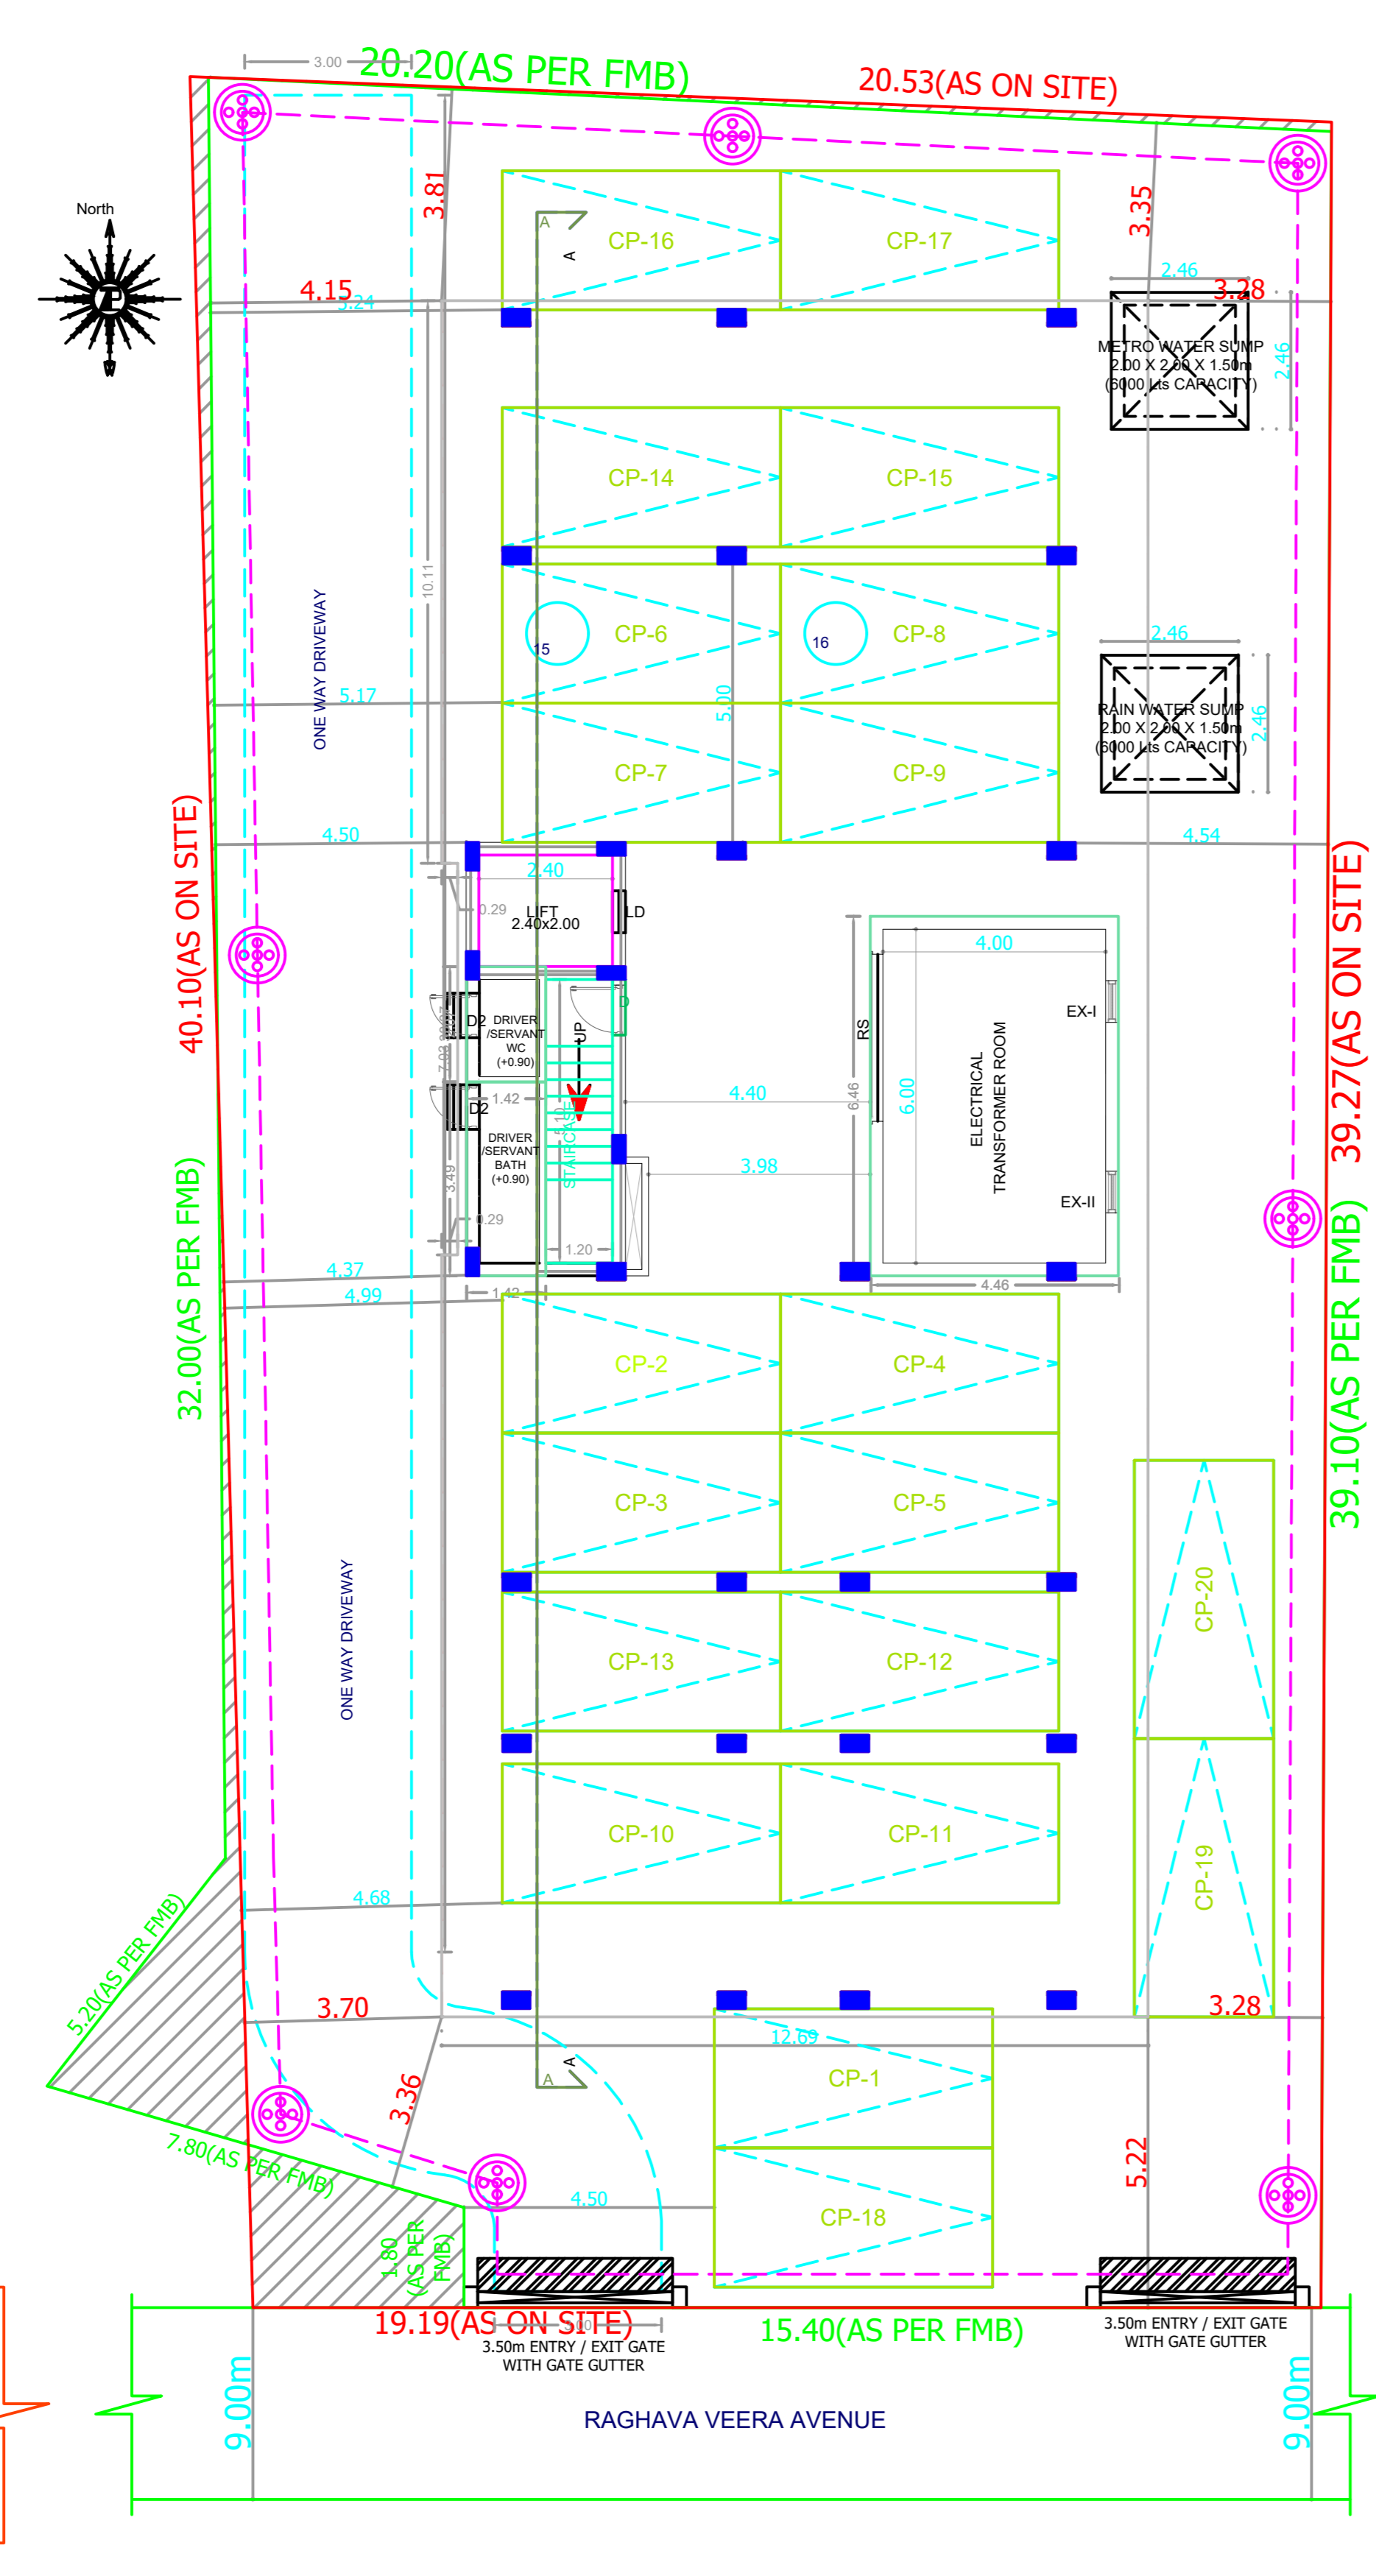 3.00
20.20(AS PER FMB)
20.53(AS ON SITE)
North
3.81
3.35
A
A
CP-16
CP-17
4.15
5.24
2.46
3.28
METRO WATER SUMP
2.00 X 2.00 X 1.50m
(6000 Lts CAPACITY)
2.46
CP-14
CP-15
10.11
ONE WAY DRIVEWAY
15
CP-6
16
CP-8
2.46
5.17
5.00
RAIN WATER SUMP
2.00 X 2.00 X 1.50m
(6000 Lts CAPACITY)
2.46
CP-7
CP-9
4.50
4.54
40.10(AS ON SITE)
39.27(AS ON SITE)
2.40
0.29
LIFT
2.40x2.00
LD
4.00
D2
DRIVER
/SERVANT
WC
(+0.90)
UP
D
RS
EX-I
ELECTRICAL
TRANSFORMER ROOM
6.46
6.00
4.40
1.42
D2
DRIVER
/SERVANT
BATH
(+0.90)
5.10
STAIRCASE
3.98
3.49
0.29
1.20
EX-II
32.00(AS PER FMB)
39.10(AS PER FMB)
4.37
4.99
1.42
4.46
CP-2
CP-4
CP-3
CP-5
ONE WAY DRIVEWAY
CP-20
CP-13
CP-12
CP-10
CP-11
CP-19
4.68
5.20(AS PER FMB)
3.70
3.28
12.69
A
A
CP-1
3.36
5.22
7.80(AS PER FMB)
4.50
CP-18
1.80
(AS PER
FMB)
19.19(AS ON SITE)
3.00
15.40(AS PER FMB)
3.50m ENTRY / EXIT GATE
WITH GATE GUTTER
3.50m ENTRY / EXIT GATE
WITH GATE GUTTER
9.00m
RAGHAVA VEERA AVENUE
9.00m